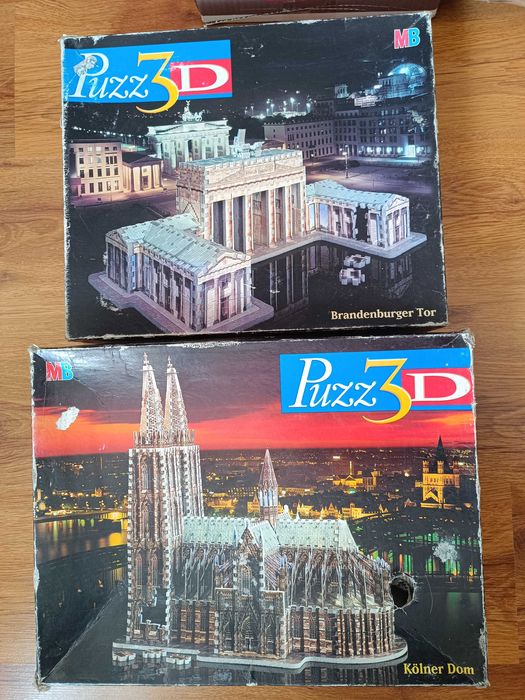 MB
Puzz3D
Brandenburger Tor
MB
Puzz3D
Kölner Dom